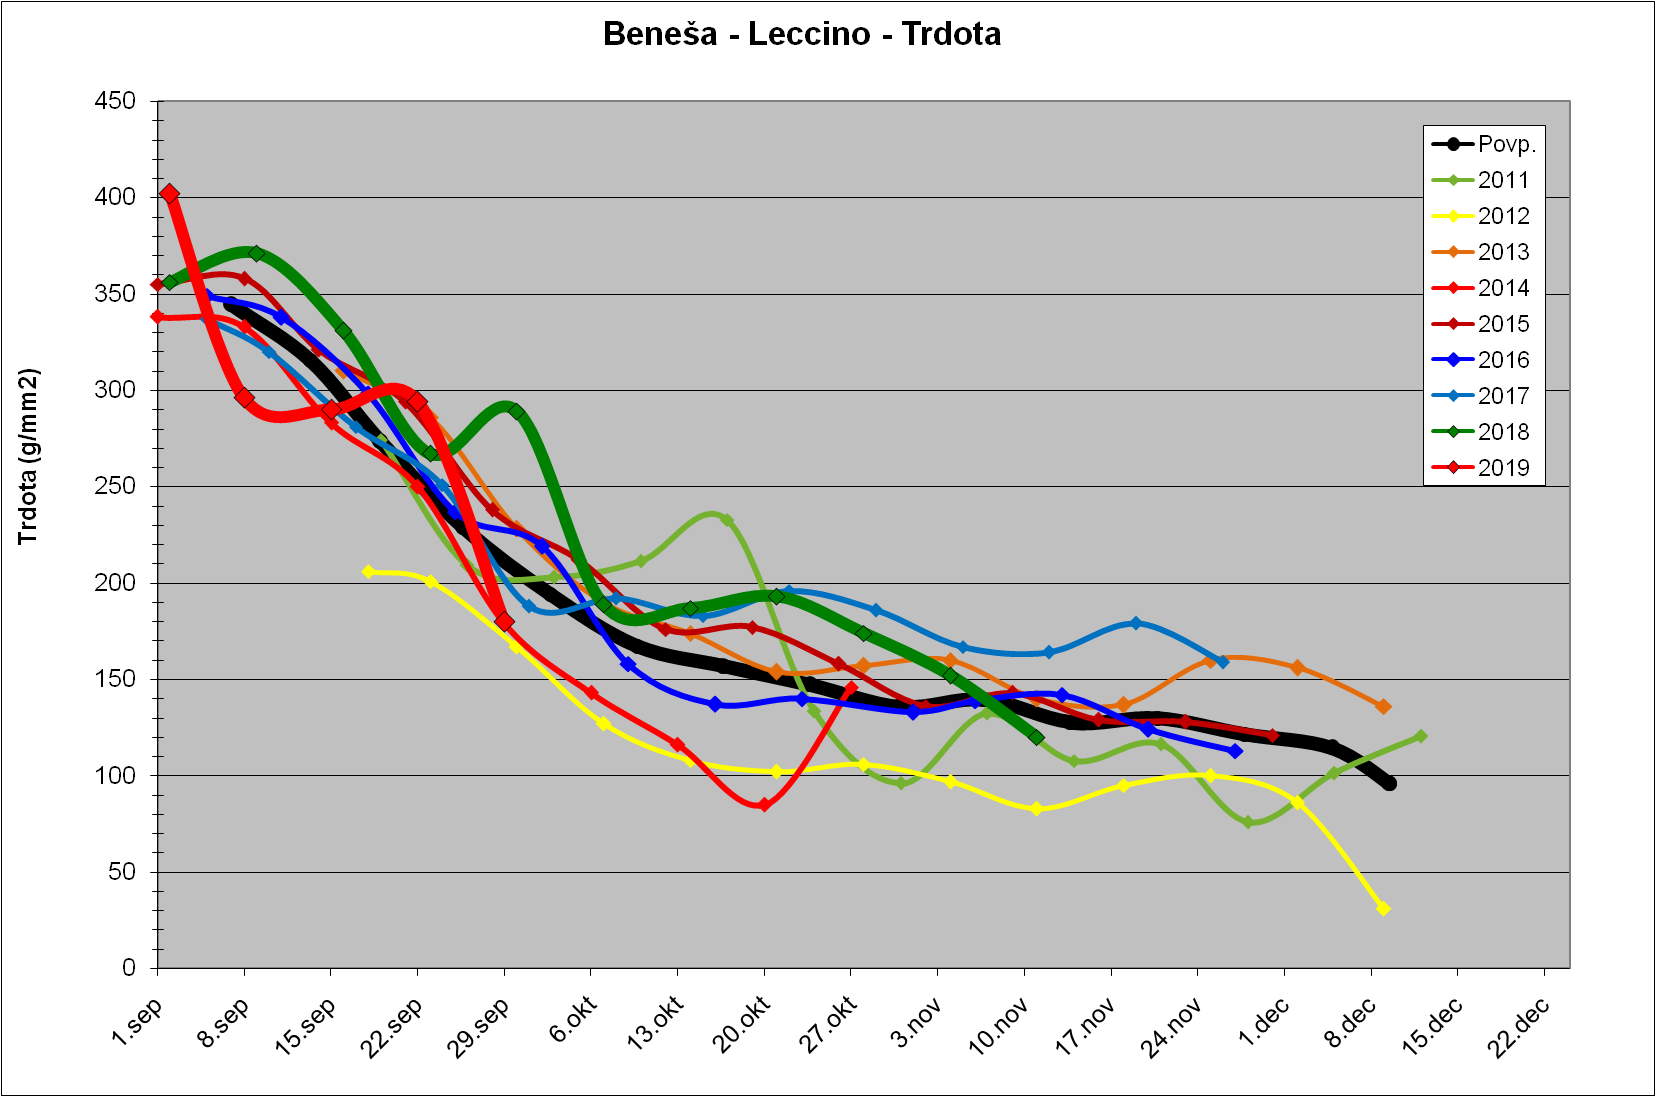 Beneša - Leccino - Trdota
Trdota (g/mm2)
450
400
350
300
250
200
150
100
50
0
1.sep
8.sep
15.sep
22.sep
29.sep
6.okt
13.okt
20.okt
27.okt
3.nov
10.nov
17.nov
24.nov
1.dec
8.dec
15.dec
22.dec
Povp.
2011
2012
2013
2014
2015
2016
2017
2018
2019